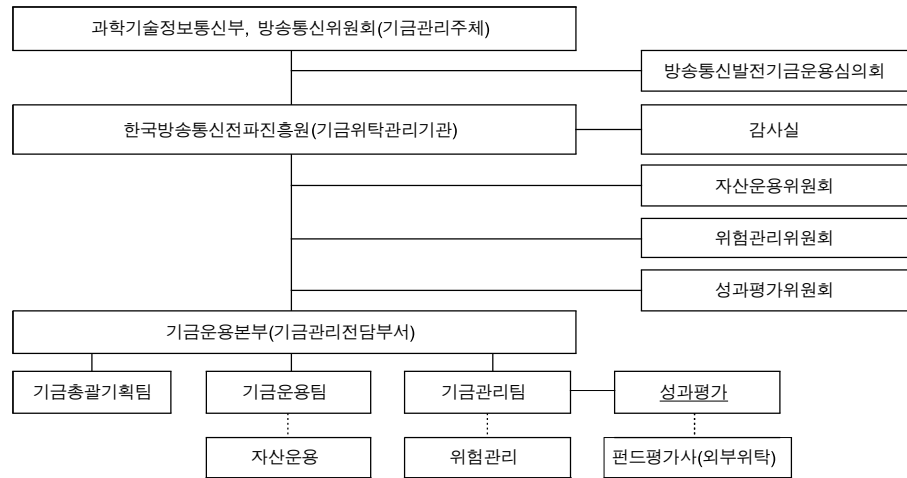 과학기술정보통신부, 방송통신위원회(기금관리주체)
방송통신발전기금운용심의회
한국방송통신전파진흥원(기금위탁관리기관)
감사실
자산운용위원회
위험관리위원회
성과평가위원회
기금운용본부(기금관리전담부서)
기금총괄기획팀
기금운용팀
기금관리팀
성과평가
자산운용
위험관리
펀드평가사(외부위탁)